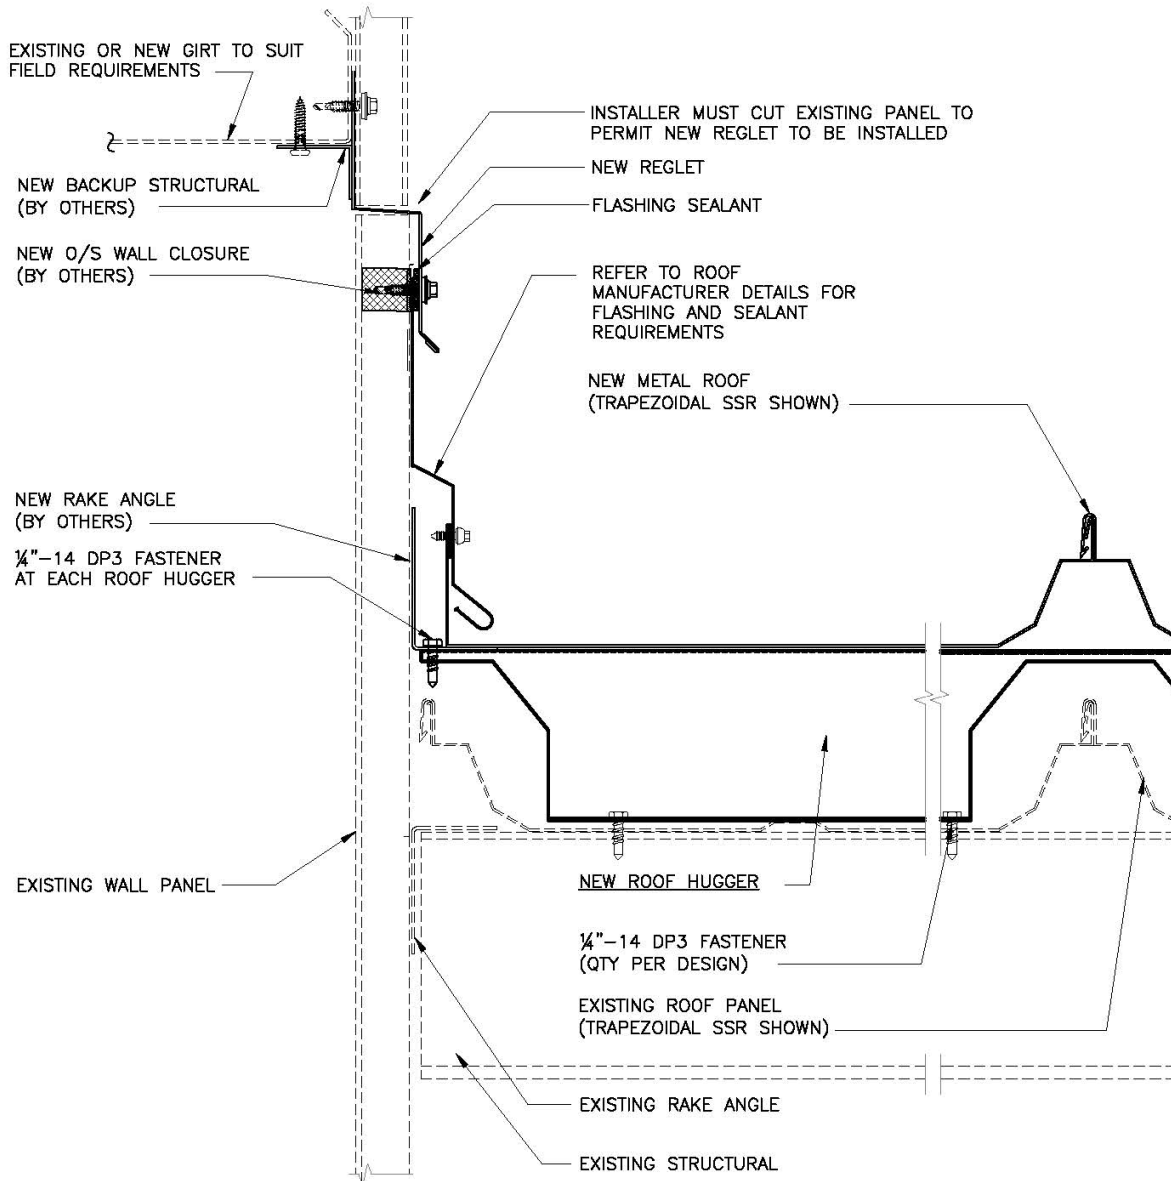 EXISTING OR NEW GIRT TO SUIT
FIELD REQUIREMENTS
NEW BACKUP STRUCTURAL
(BY OTHERS)
NEW O/S WALL CLOSURE
(BY OTHERS)
INSTALLER MUST CUT EXISTING PANEL TO
PERMIT NEW REGLET TO BE INSTALLED
NEW REGLET
FLASHING SEALANT
REFER TO ROOF
MANUFACTURER DETAILS FOR
FLASHING AND SEALANT
REQUIREMENTS
NEW METAL ROOF
(TRAPEZOIDAL SSR SHOWN)
NEW RAKE ANGLE
(BY OTHERS)
¼"-14 DP3 FASTENER
AT EACH ROOF HUGGER
EXISTING WALL PANEL
NEW ROOF HUGGER
¼"-14 DP3 FASTENER
(QTY PER DESIGN)
EXISTING ROOF PANEL
(TRAPEZOIDAL SSR SHOWN)
EXISTING RAKE ANGLE
EXISTING STRUCTURAL